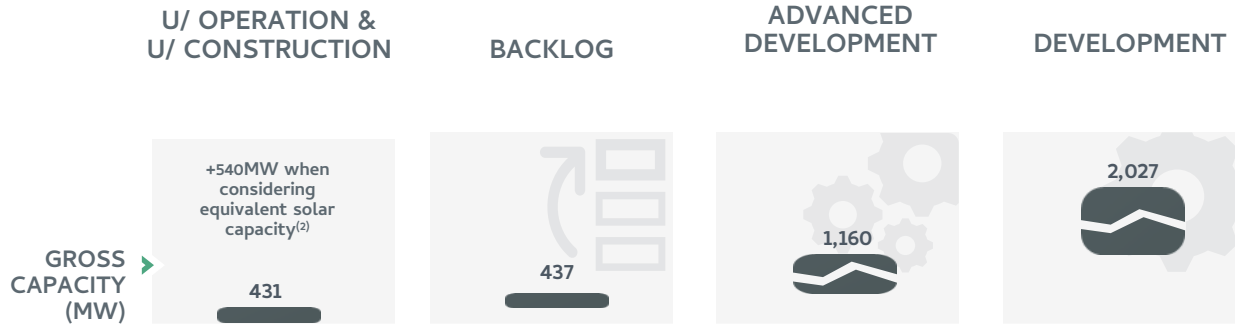 U/ OPERATION &
U/ CONSTRUCTION
BACKLOG
ADVANCED
DEVELOPMENT
DEVELOPMENT
GROSS
CAPACITY
(MW)
+540MW when
considering
equivalent solar
capacity(2)
431
437
1,160
2,027